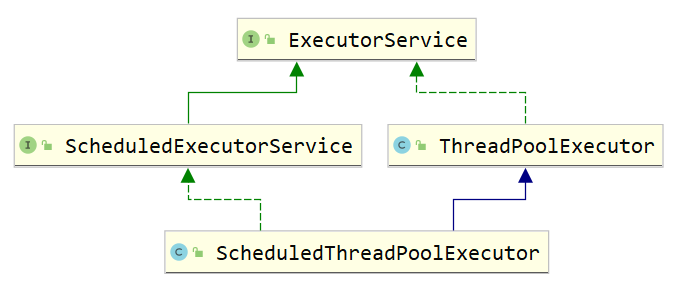 I ExecutorService
I ScheduledExecutorService
C ThreadPoolExecutor
C ScheduledThreadPoolExecutor